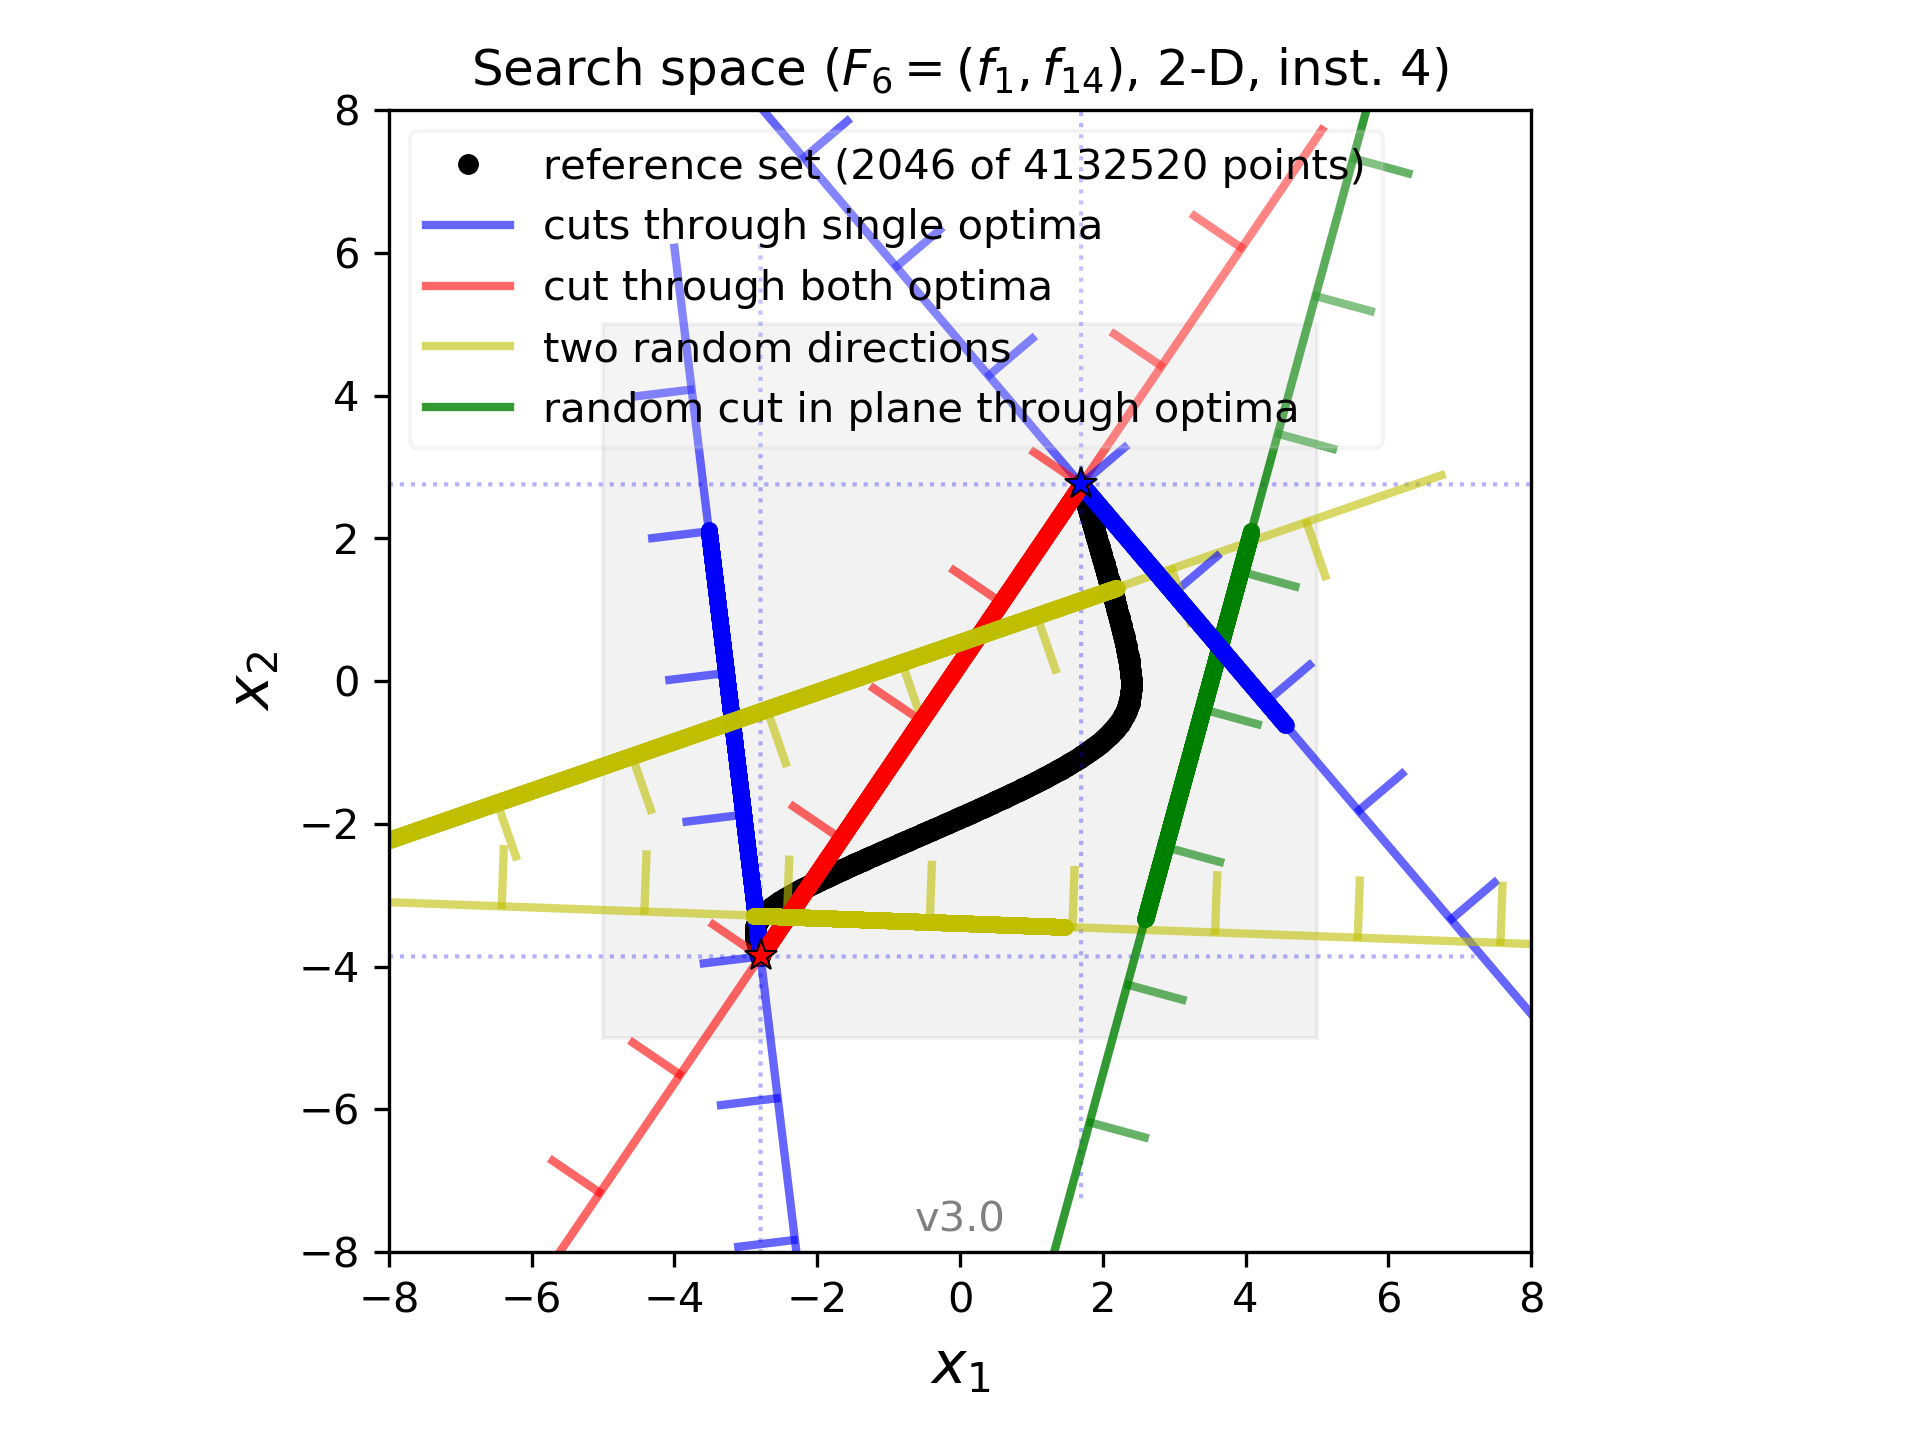 Search space (F₆ = (f₁, f₁₄), 2-D, inst. 4)
reference set (2046 of 4132520 points)
cuts through single optima
cut through both optima
two random directions
random cut in plane through optima
8
6
4
2
0
−2
−4
−6
−8
x₂
v3.0
−8 −6 −4 −2 0 2 4 6 8
x₁